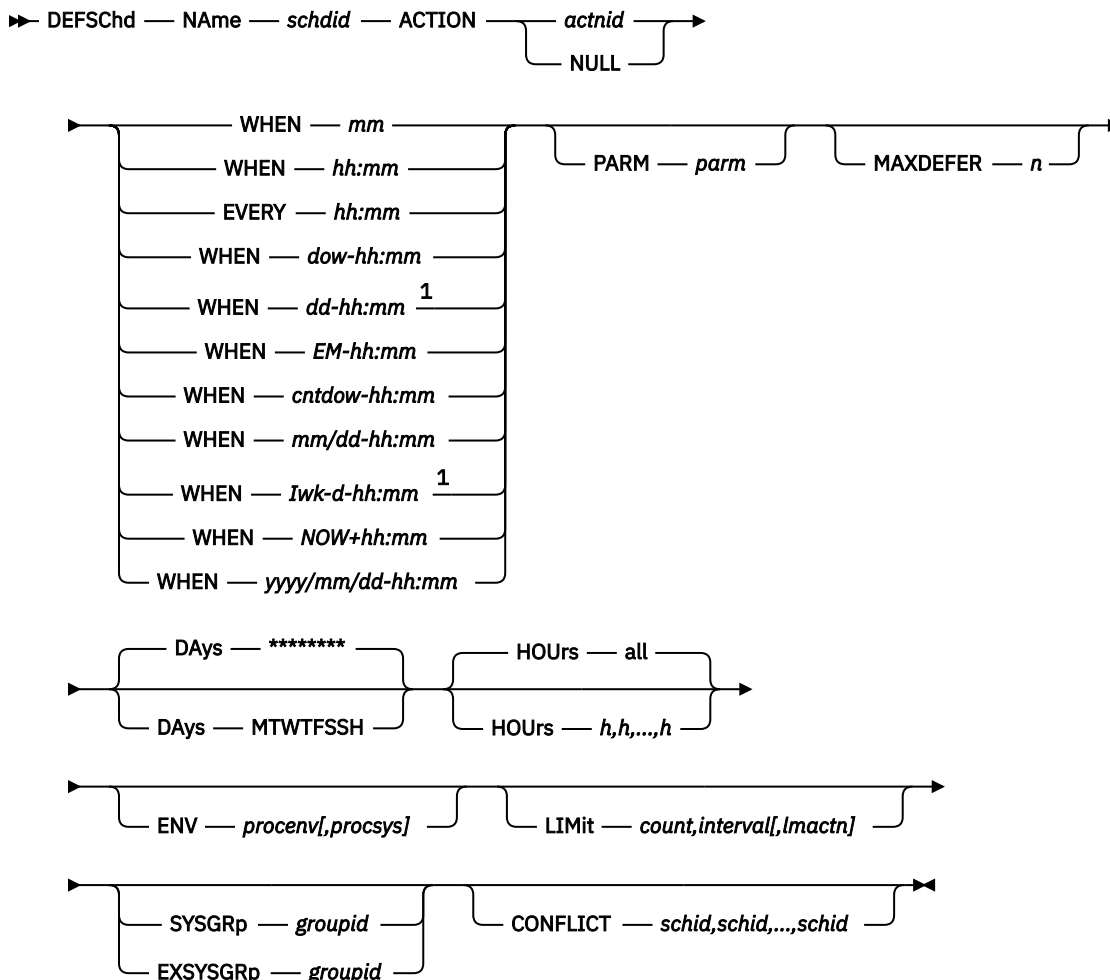 DEFSChd NAme schdid ACTION actnid
NULL
WHEN mm
WHEN hh:mm
EVERY hh:mm
WHEN dow-hh:mm
WHEN dd-hh:mm 1
WHEN EM-hh:mm
WHEN cntdow-hh:mm
WHEN mm/dd-hh:mm
WHEN Iwk-d-hh:mm 1
WHEN NOW+hh:mm
WHEN yyyy/mm/dd-hh:mm
PARM parm
MAXDEFER n
DAys ********
DAys MTWTFSSH
HOUrs all
HOUrs h,h,...,h
ENV procenv[,procsys]
LIMit count,interval[,lmactn]
SYSGRp groupid
EXSYSGRp groupid
CONFLICT schid,schid,...,schid